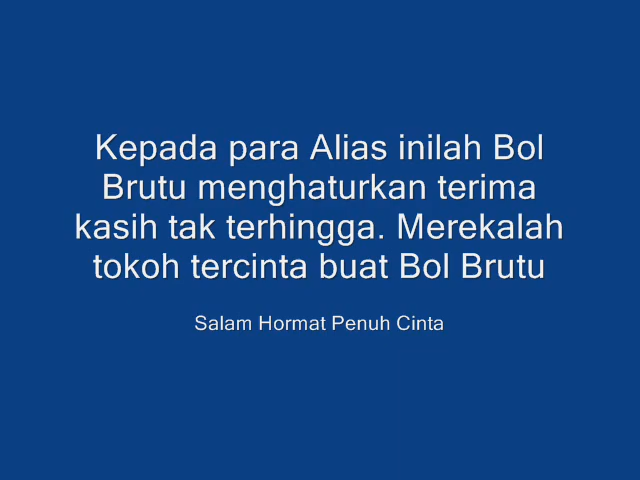 Kepada para Alias inilah Bol
Brutu menghaturkan terima
kasih tak terhingga. Merekalah
tokoh tercinta buat Bol Brutu
Salam Hormat Penuh Cinta